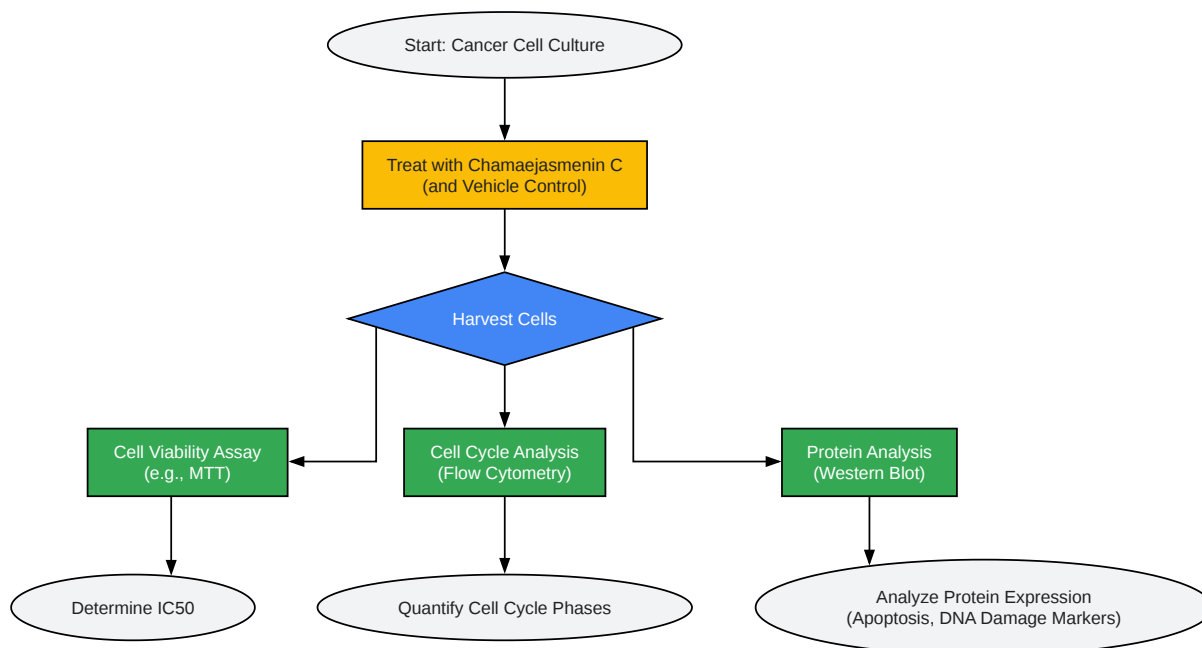 Start: Cancer Cell Culture
Treat with Chamaejasmenin C
(and Vehicle Control)
Harvest Cells
Cell Viability Assay
(e.g., MTT)
Cell Cycle Analysis
(Flow Cytometry)
Protein Analysis
(Western Blot)
Determine IC50
Quantify Cell Cycle Phases
Analyze Protein Expression
(Apoptosis, DNA Damage Markers)